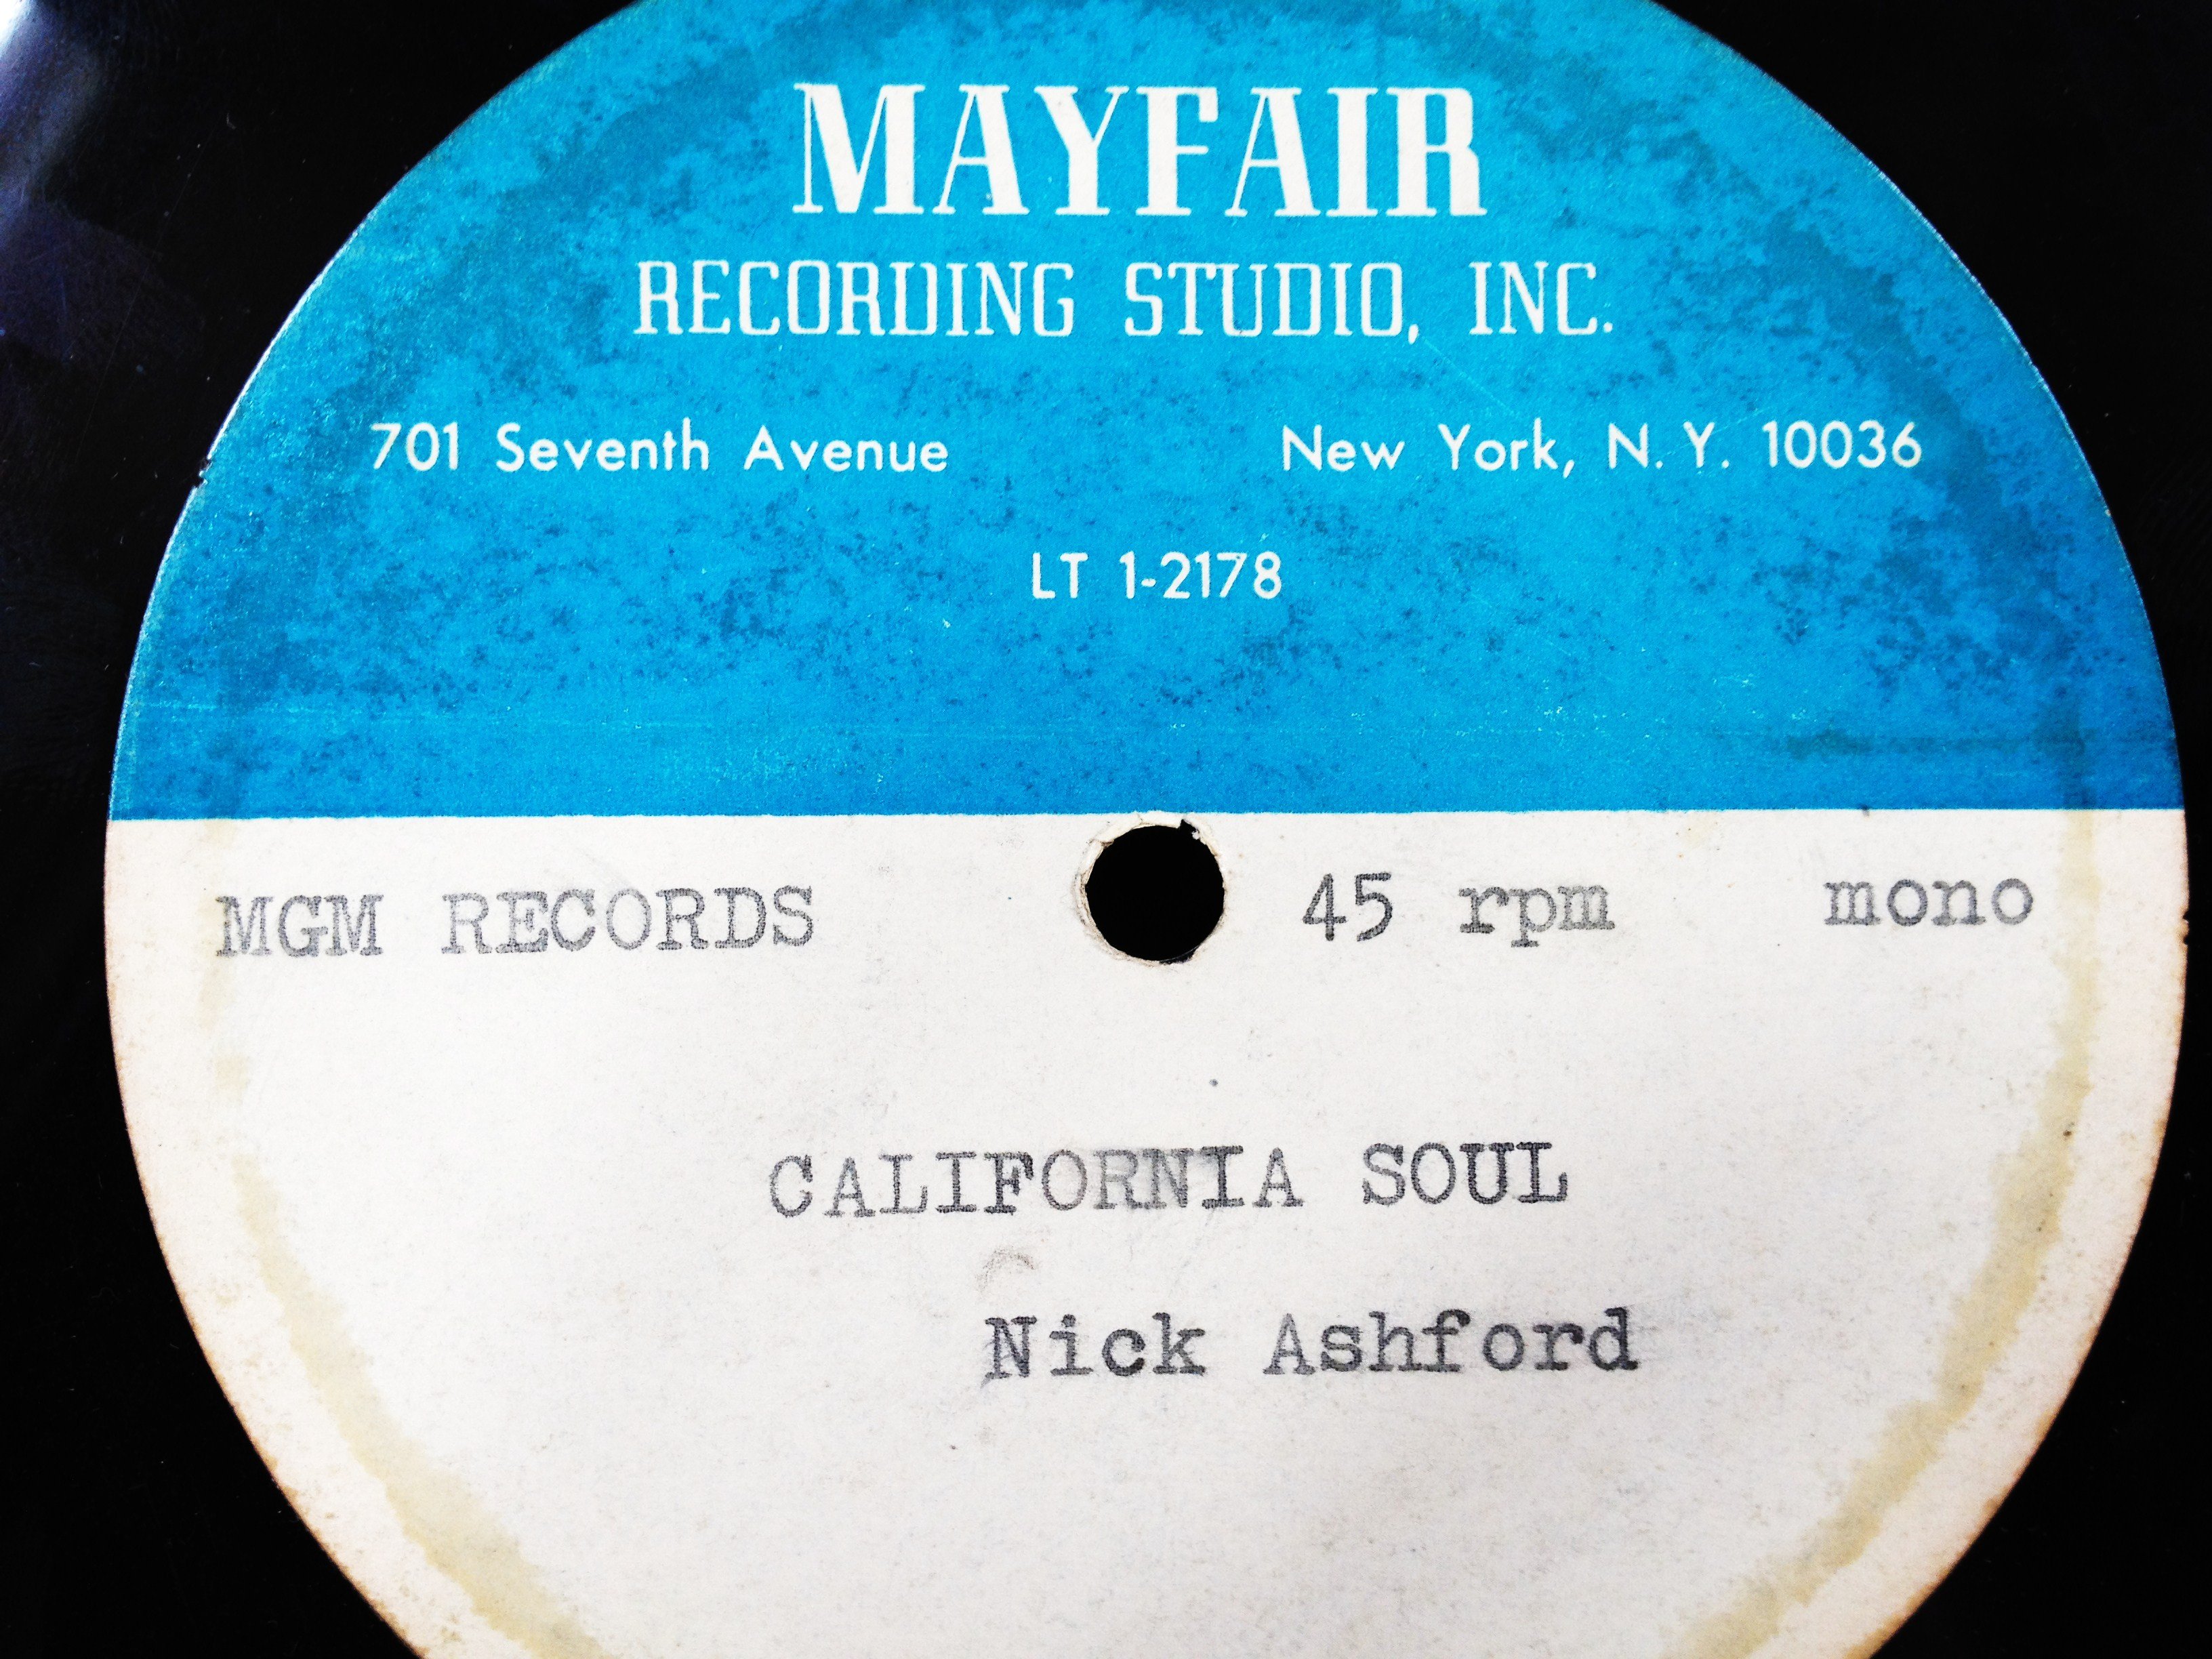 MAYFAIR
RECORDING STUDIO, INC.
701 Seventh Avenue New York, N.Y. 10036
LT 1-2178
MGM RECORDS 45 rpm mono
CALIFORNIA SOUL
Nick Ashford